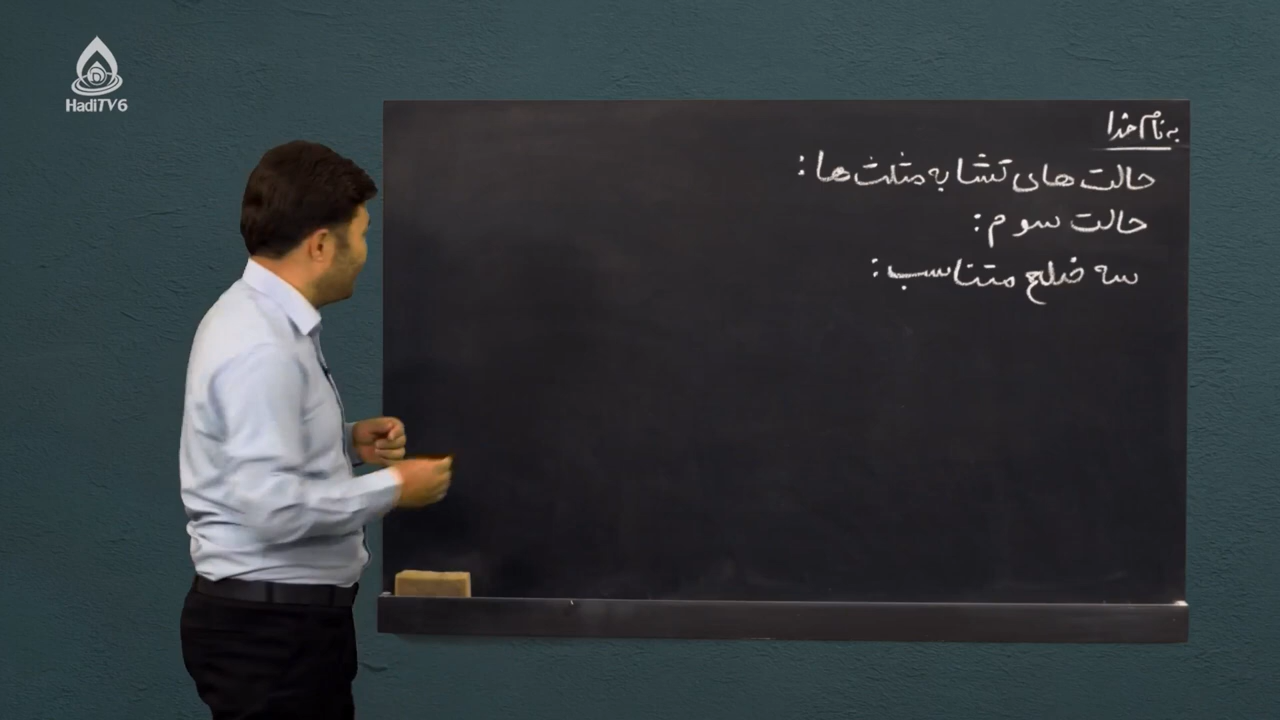 HadiTV6
به نام خدا
حالت های تشابه مثلث ها:
حالت سوم:
سه ضلع متناسب: